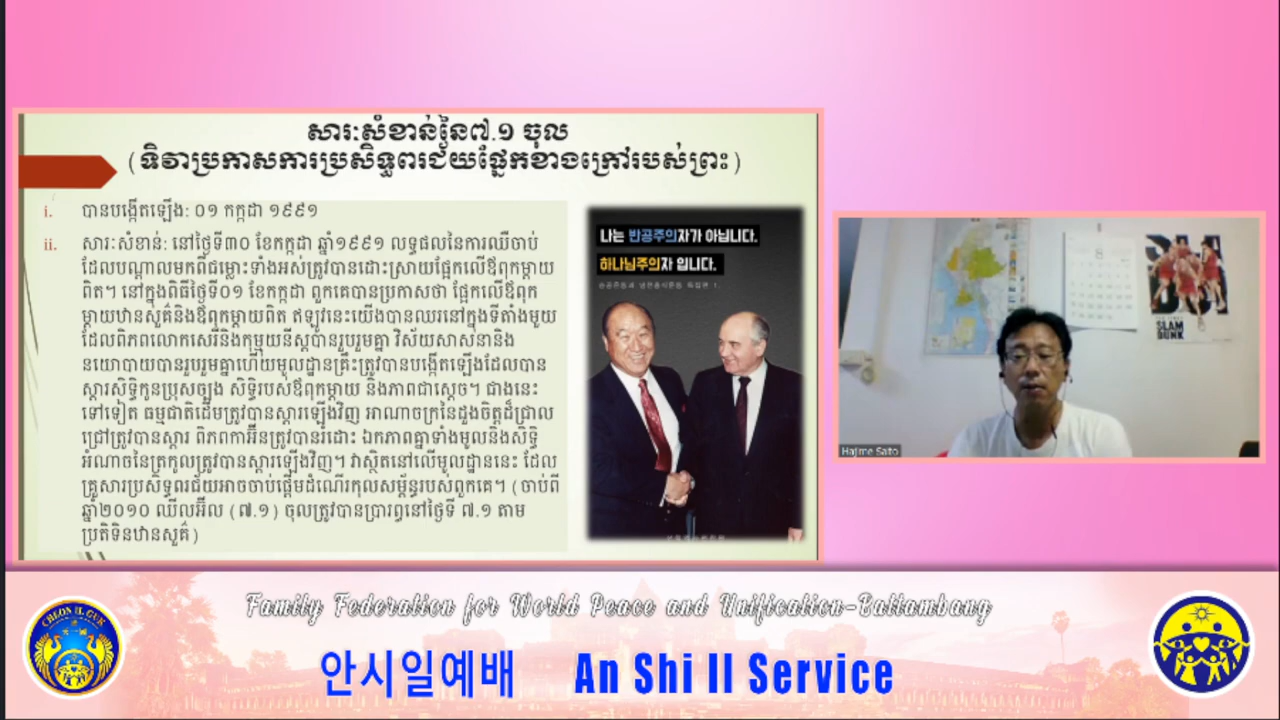 សារៈសំខាន់នៃ៧.១ ចុល
(ទិវាប្រកាសការប្រសិទ្ធពរជ័យផ្នែកខាងក្រៅរបស់ព្រះ)
i. បានបង្កើតឡើង: ០១ កក្កដា ១៩៩១
ii. សារៈសំខាន់: នៅថ្ងៃទី៣០ ខែកក្កដា ឆ្នាំ១៩៩១ លទ្ធផលនៃការឈឺចាប់
ដែលបណ្តាលមកពីជម្លោះទាំងអស់ត្រូវបានដោះស្រាយផ្អែកលើឪពុកម្តាយ
ពិត។ នៅក្នុងពិធីថ្ងៃទី០១ ខែកក្កដា ពួកគេបានប្រកាសថា ផ្អែកលើឪពុក
ម្តាយឋានសួគ៌និងឪពុកម្តាយពិត ឥឡូវនេះយើងបានឈរនៅក្នុងទីតាំងមួយ
ដែលពិភពលោកសេរីនិងកុម្មុយនីស្តបានរួបរួមគ្នា វិស័យសាសនានិង
នយោបាយបានរួបរួមគ្នាហើយមូលដ្ឋានគ្រឹះត្រូវបានបង្កើតឡើងដែលបាន
ស្តារសិទ្ធិកូនប្រុសច្បង សិទ្ធិរបស់ឪពុកម្តាយ និងភាពជាស្តេច។ ជាងនេះ
ទៅទៀត ធម្មជាតិដើមត្រូវបានស្តារឡើងវិញ អាណាចក្រនៃដួងចិត្តដ៏ជ្រាល
ជ្រៅត្រូវបានស្តារ ពិភពកាអ៊ីនត្រូវបានរំដោះ ឯកភាពគ្នាទាំងមូលនិងសិទ្ធិ
អំណាចនៃត្រកូលត្រូវបានស្តារឡើងវិញ។ វាស្ថិតនៅលើមូលដ្ឋាននេះ ដែល
គ្រួសារប្រសិទ្ធពរជ័យអាចចាប់ផ្តើមដំណើរកុលសម្ព័ន្ធរបស់ពួកគេ។ (ចាប់ពី
ឆ្នាំ២០១០ ឈីលអ៊ីល (៧.១) ចុលត្រូវបានប្រារព្ធនៅថ្ងៃទី ៧.១ តាម
ប្រតិទិនឋានសួគ៌)
나는 반공주의자가 아닙니다.
하나님주의자 입니다.
SLAM
DUNK
Hajime Saito
CHEON IL GUK
Family Federation for World Peace and Unification-Battambang
안시일예배 An Shi Il Service